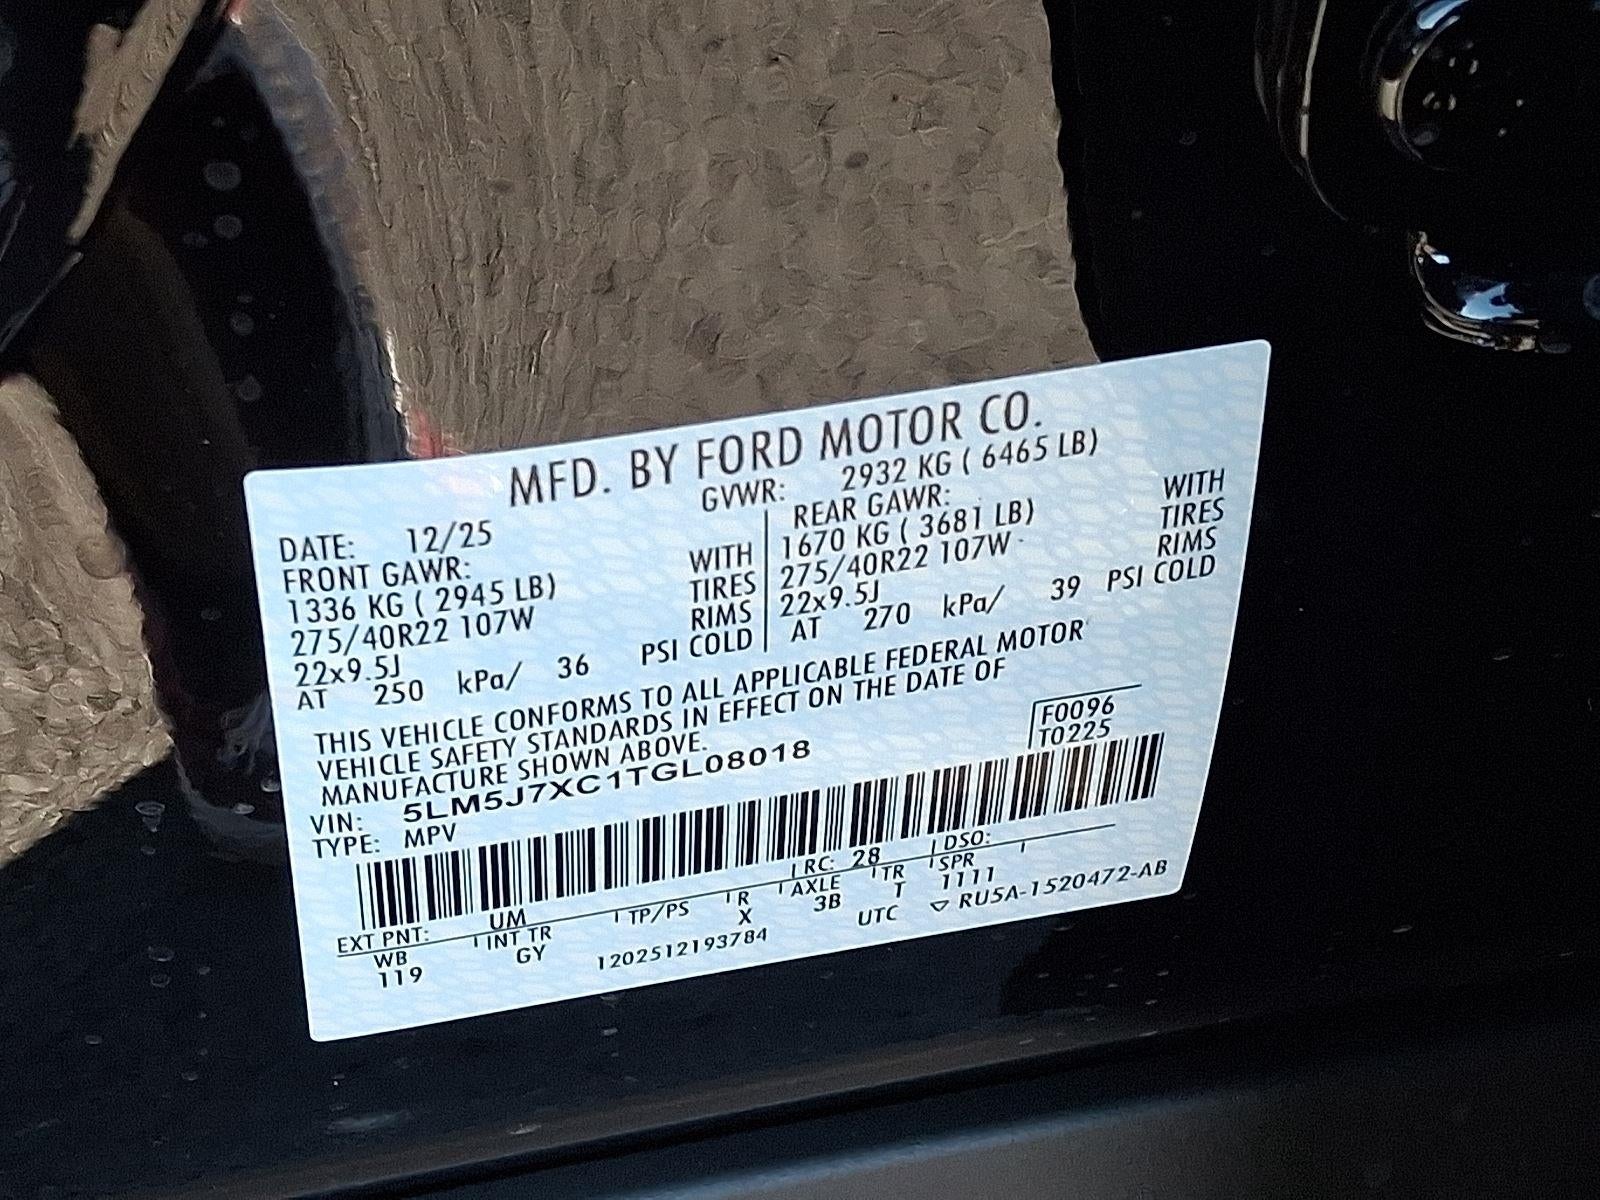 MFD. BY FORD MOTOR CO.
DATE: 12/25 GVWR: 2932 KG ( 6465 LB)
FRONT GAWR: WITH
1336 KG ( 2945 LB) TIRES
275/40R22 107W RIMS
22x9.5J PSI COLD
AT 250 kPa/ 36
REAR GAWR: WITH
1670 KG ( 3681 LB) TIRES
275/40R22 107W RIMS
22x9.5J PSI COLD
AT 270 kPa/ 39
THIS VEHICLE CONFORMS TO ALL APPLICABLE FEDERAL MOTOR
VEHICLE SAFETY STANDARDS IN EFFECT ON THE DATE OF
MANUFACTURE SHOWN ABOVE.
F0096
T0225
VIN: 5LM5J7XC1TGL08018
TYPE: MPV
EXT PNT: UM RC: 28 DSO:
WB INT TR TP/PS R AXLE TR SPR
119 GY X 3B T 1111
1202512193784 UTC ▽ RU5A-1520472-AB